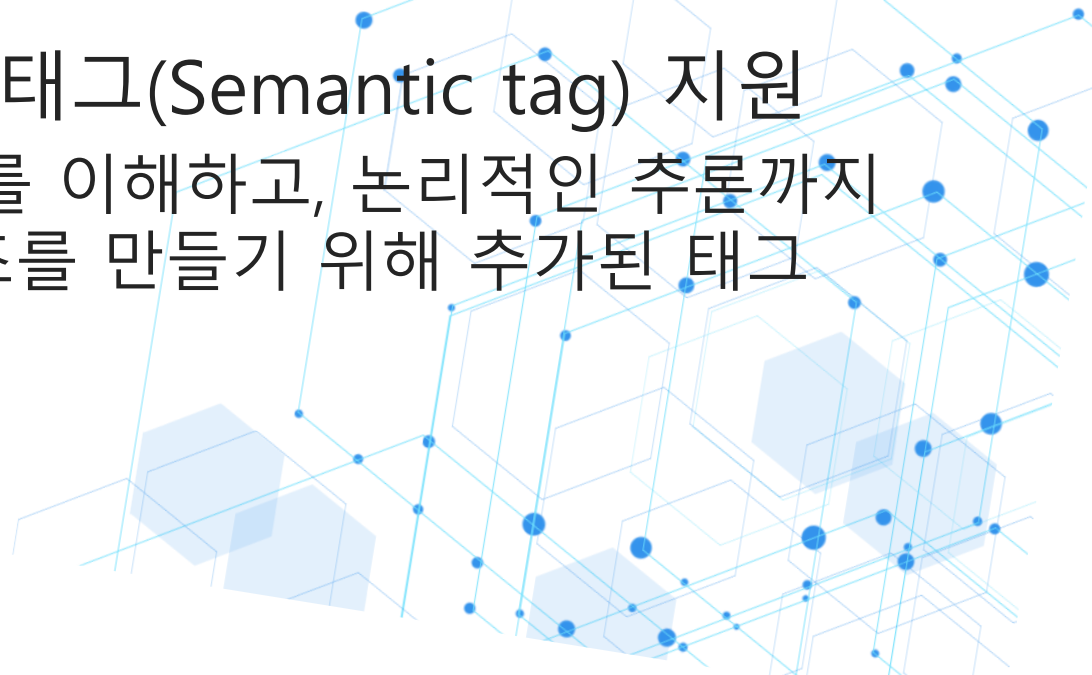 태그(Semantic tag) 지원
를 이해하고, 논리적인 추론까지
를 만들기 위해 추가된 태그